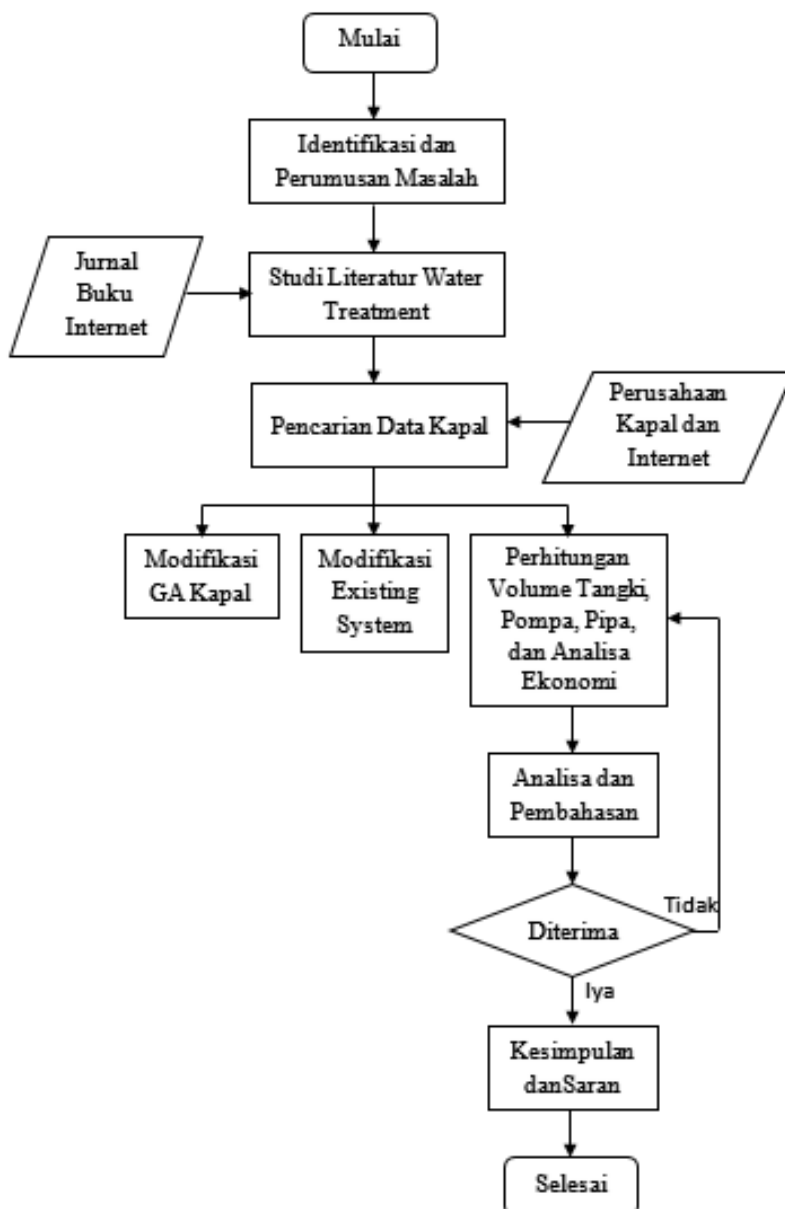 Mulai
Identifikasi dan
Perumusan Masalah
Jurnal
Buku
Internet
Studi Literatur Water
Treatment
Pencarian Data Kapal
Perusahaan
Kapal dan
Internet
Modifikasi
GA Kapal
Modifikasi
Existing
System
Perhitungan
Volume Tangki,
Pompa, Pipa,
dan Analisa
Ekonomi
Analisa dan
Pembahasan
Diterima
Tidak
Iya
Kesimpulan
danSaran
Selesai